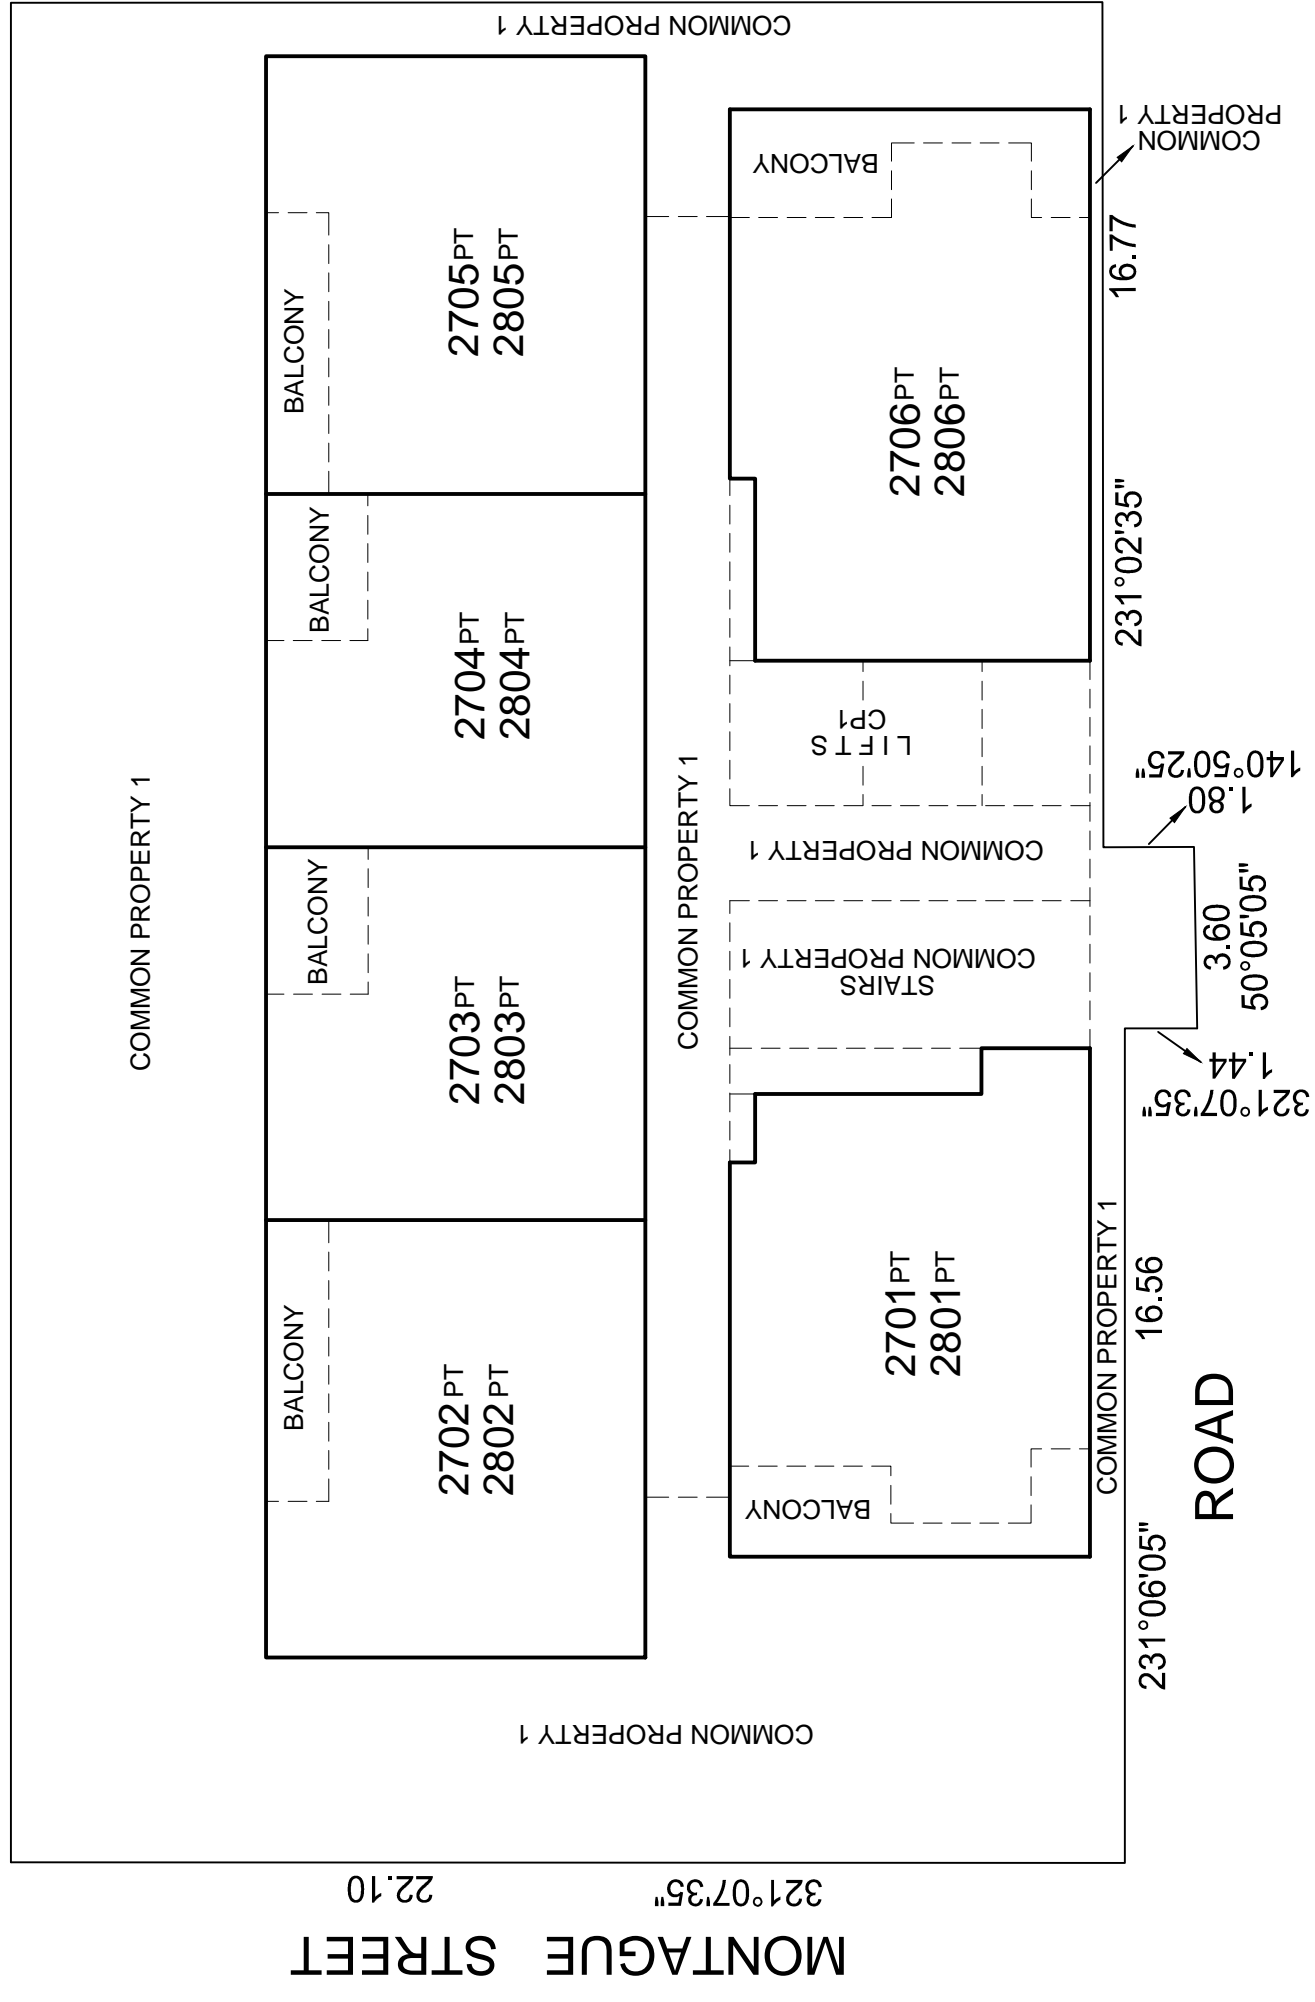 COMMON PROPERTY 1
COMMON
PROPERTY 1
BALCONY
2705PT
2805PT
BALCONY
2706PT
2806PT
16.77
231°02'35"
BALCONY
2704PT
2804PT
LIFTS
CP1
COMMON PROPERTY 1
COMMON PROPERTY 1
COMMON PROPERTY 1
1.80
140°50'25"
BALCONY
2703PT
2803PT
STAIRS
COMMON PROPERTY 1
3.60
50°05'05"
321°07'35"
1.44
BALCONY
2702PT
2802PT
2701PT
2801PT
BALCONY
COMMON PROPERTY 1
16.56
231°06'05"
ROAD
COMMON PROPERTY 1
22.10
321°07'35"
MONTAGUE STREET